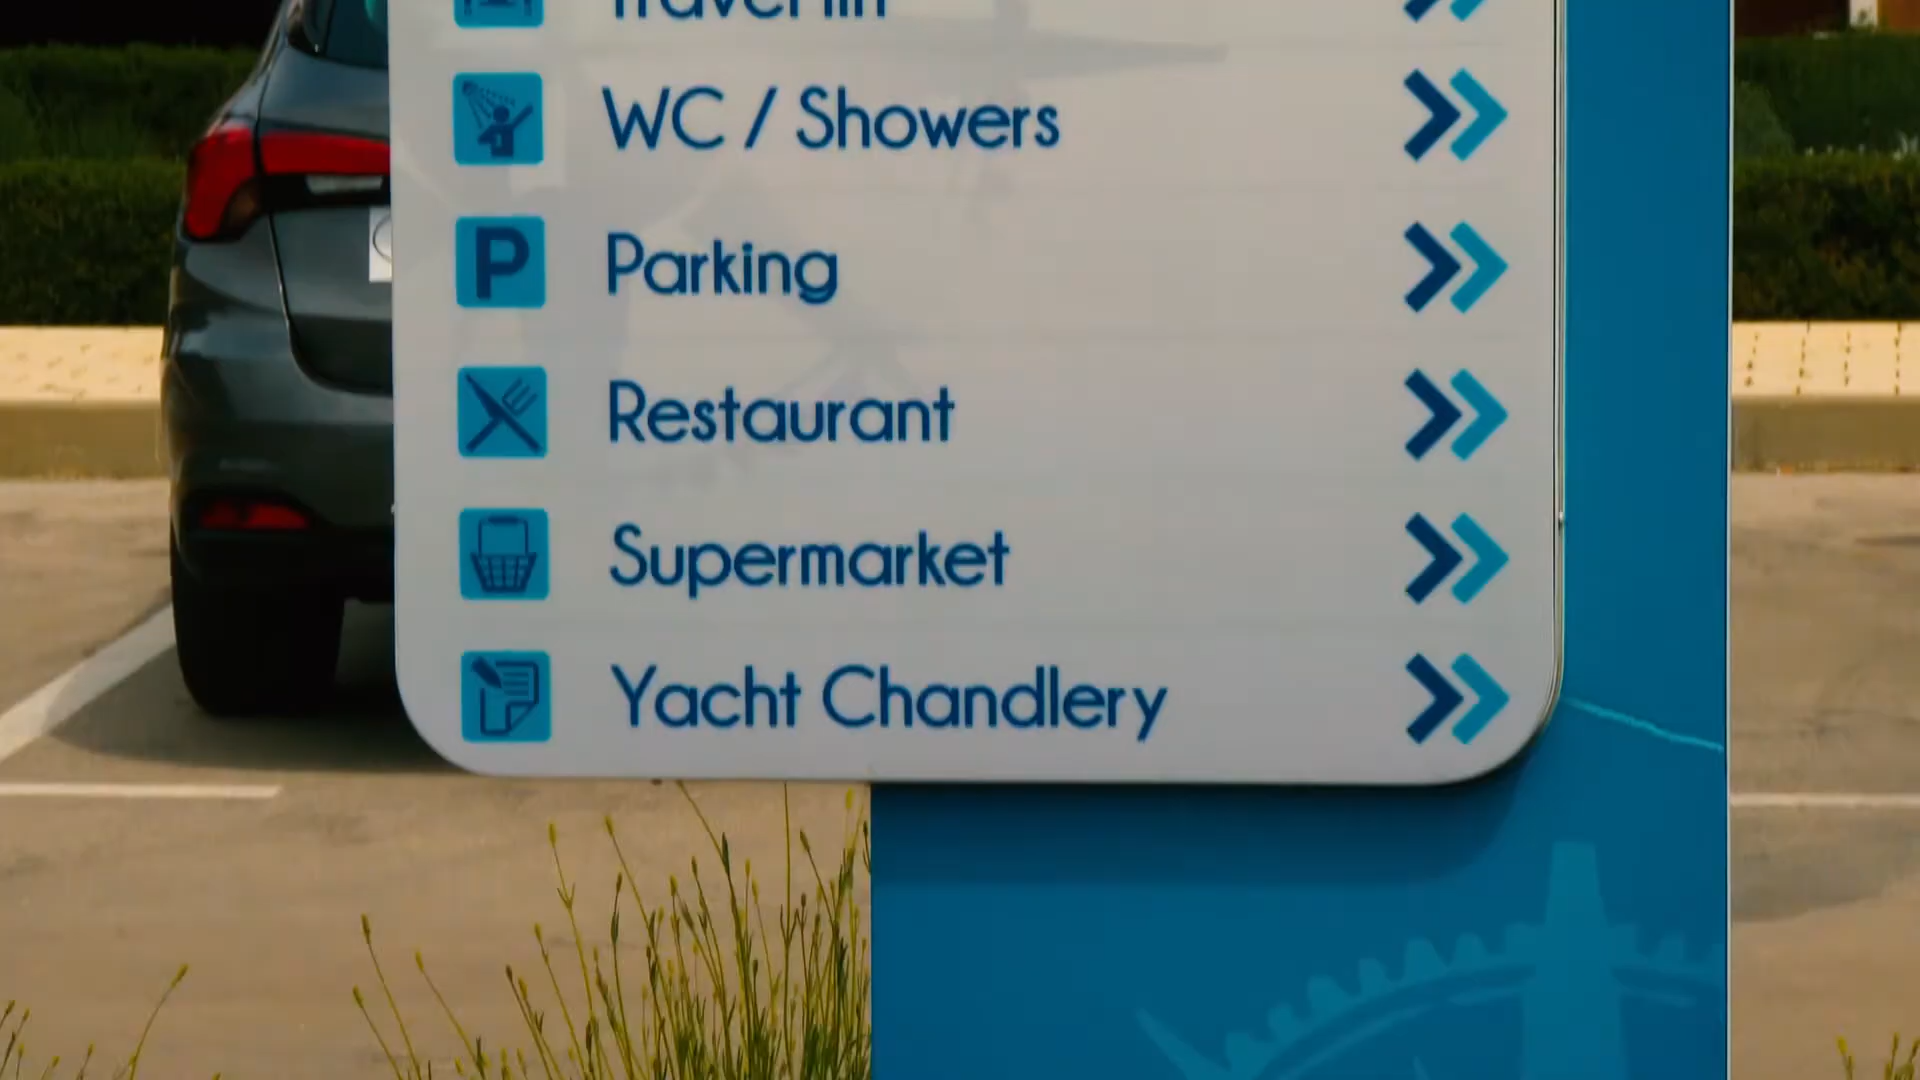 WC / Showers
P Parking
Restaurant
Supermarket
Yacht Chandlery